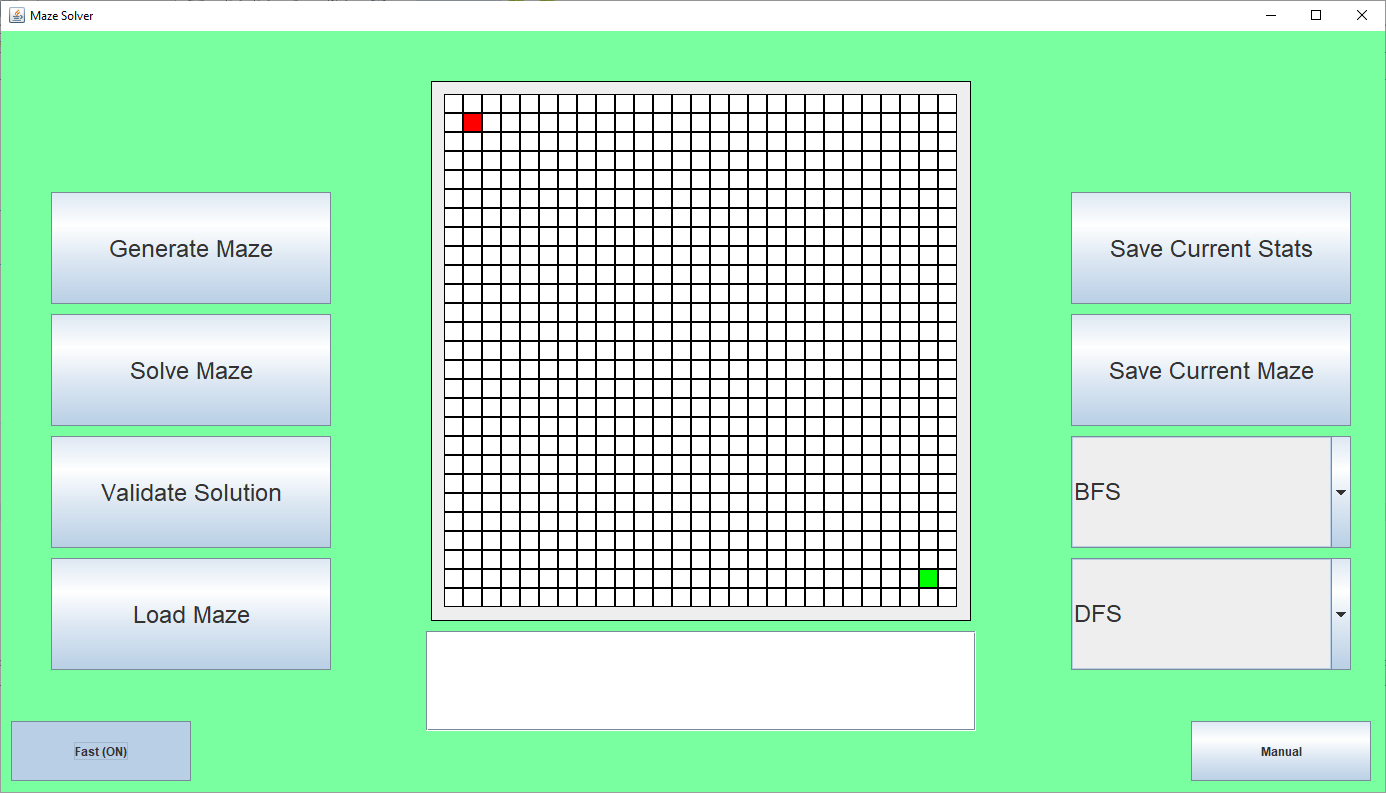 Maze Solver
Generate Maze
Solve Maze
Validate Solution
Load Maze
Save Current Stats
Save Current Maze
BFS
DFS
Fast (ON)
Manual